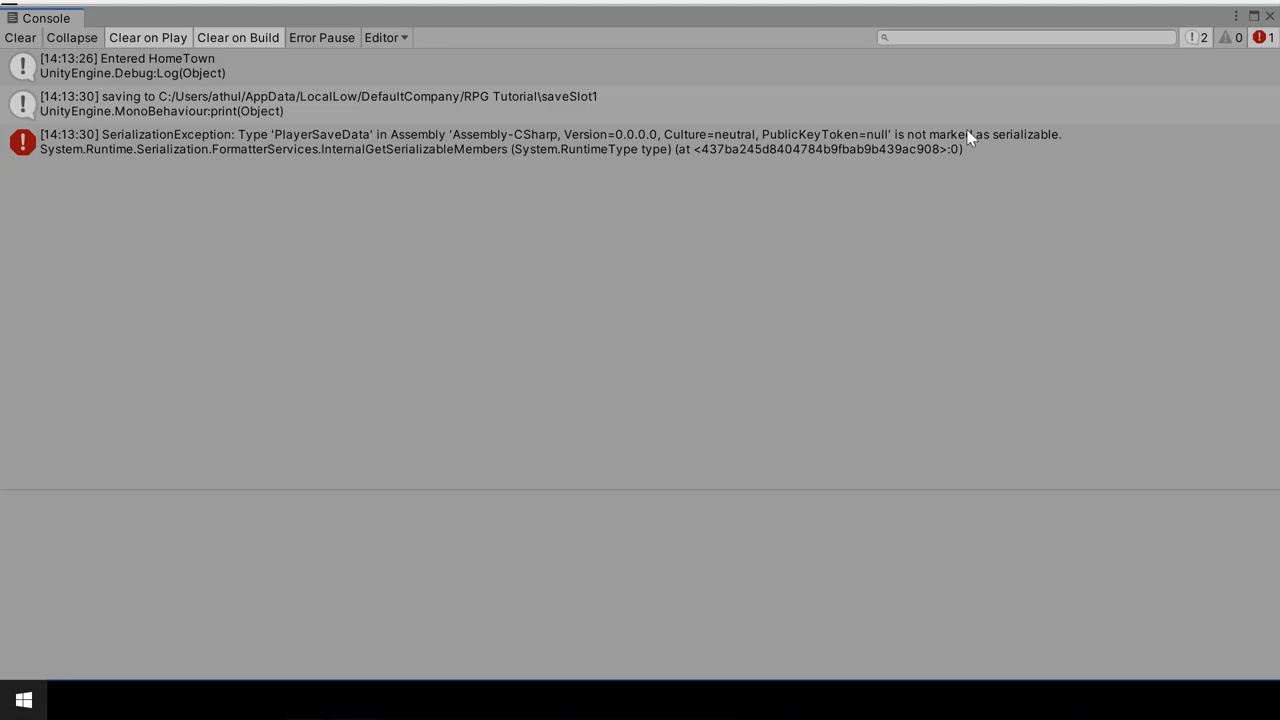 Console
Clear Collapse Clear on Play Clear on Build Error Pause Editor 2 0 1
[14:13:26] Entered HomeTown
UnityEngine.Debug:Log(Object)
[14:13:30] saving to C:/Users/athul/AppData/LocalLow/DefaultCompany/RPG Tutorial\saveSlot1
UnityEngine.MonoBehaviour:print(Object)
[14:13:30] SerializationException: Type 'PlayerSaveData' in Assembly 'Assembly-CSharp, Version=0.0.0.0, Culture=neutral, PublicKeyToken=null' is not marked as serializable.
System.Runtime.Serialization.FormatterServices.InternalGetSerializableMembers (System.RuntimeType type) (at <437ba245d8404784b9fbab9b439ac908>:0)